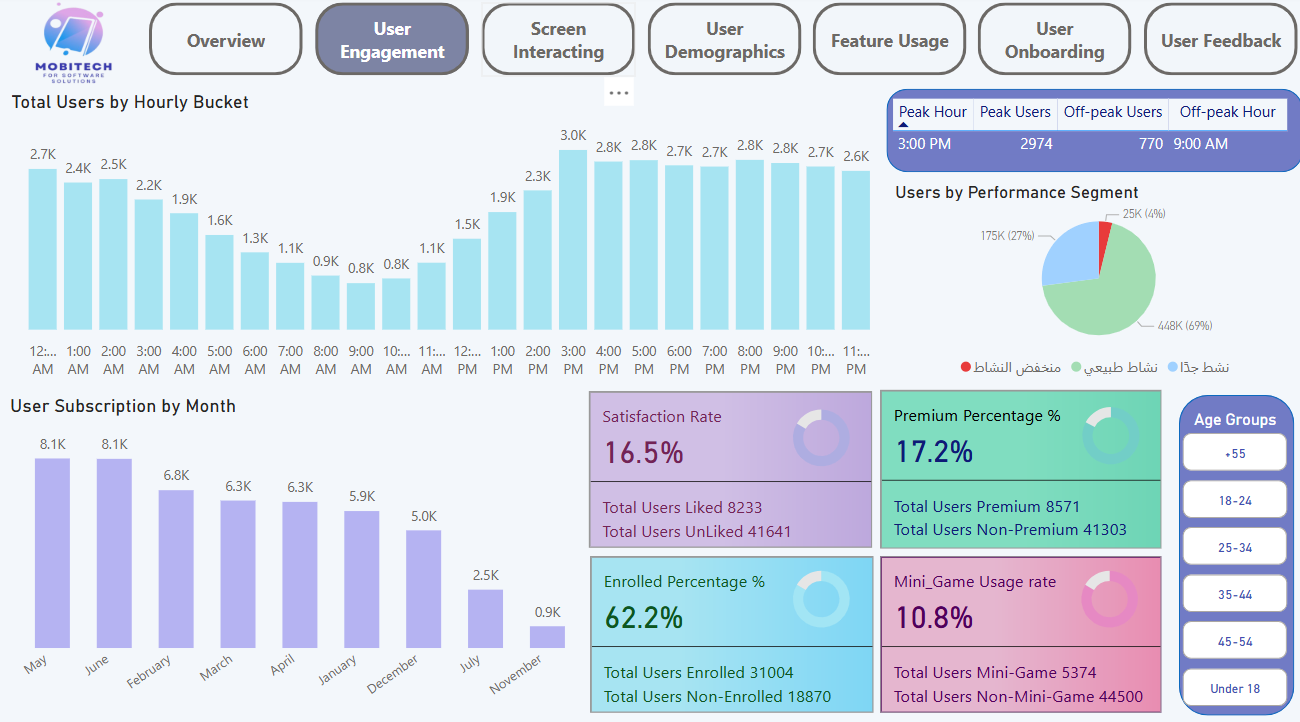 MOBITECH
FOR SOFTWARE
SOLUTIONS
Overview
User
Engagement
Screen
Interacting
User
Demographics
Feature Usage
User
Onboarding
User Feedback
Total Users by Hourly Bucket
...
2.7K 2.4K 2.5K 2.2K 1.9K 1.6K 1.3K 1.1K 0.9K 0.8K 0.8K 1.1K 1.5K 1.9K 2.3K 3.0K 2.8K 2.8K 2.7K 2.7K 2.8K 2.8K 2.7K 2.6K
12:... 1:00 2:00 3:00 4:00 5:00 6:00 7:00 8:00 9:00 10:... 11:... 12:... 1:00 2:00 3:00 4:00 5:00 6:00 7:00 8:00 9:00 10:... 11:...
AM AM AM AM AM AM AM AM AM AM AM AM PM PM PM PM PM PM PM PM PM PM PM PM
Peak Hour Peak Users Off-peak Users Off-peak Hour
3:00 PM 2974 770 9:00 AM
Users by Performance Segment
25K (4%)
175K (27%)
448K (69%)
منخفض النشاط نشاط طبيعي نشط جدًا
User Subscription by Month
8.1K 8.1K 6.8K 6.3K 6.3K 5.9K 5.0K 2.5K 0.9K
May June February March April January December July November
Satisfaction Rate
16.5%
Total Users Liked 8233
Total Users UnLiked 41641
Premium Percentage %
17.2%
Total Users Premium 8571
Total Users Non-Premium 41303
Enrolled Percentage %
62.2%
Total Users Enrolled 31004
Total Users Non-Enrolled 18870
Mini_Game Usage rate
10.8%
Total Users Mini-Game 5374
Total Users Non-Mini-Game 44500
Age Groups
+55
18-24
25-34
35-44
45-54
Under 18